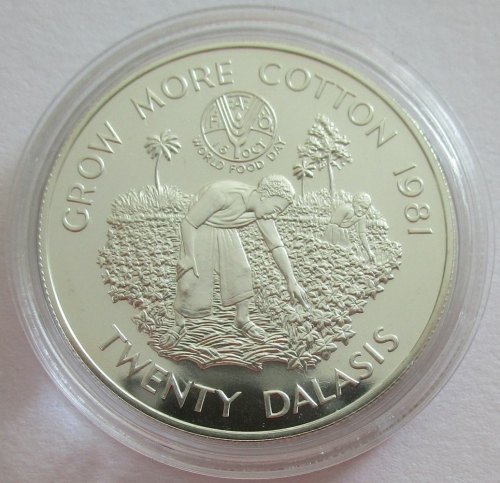 GROW MORE COTTON 1981
FAO
16 OCT
WORLD FOOD DAY
TWENTY DALASIS